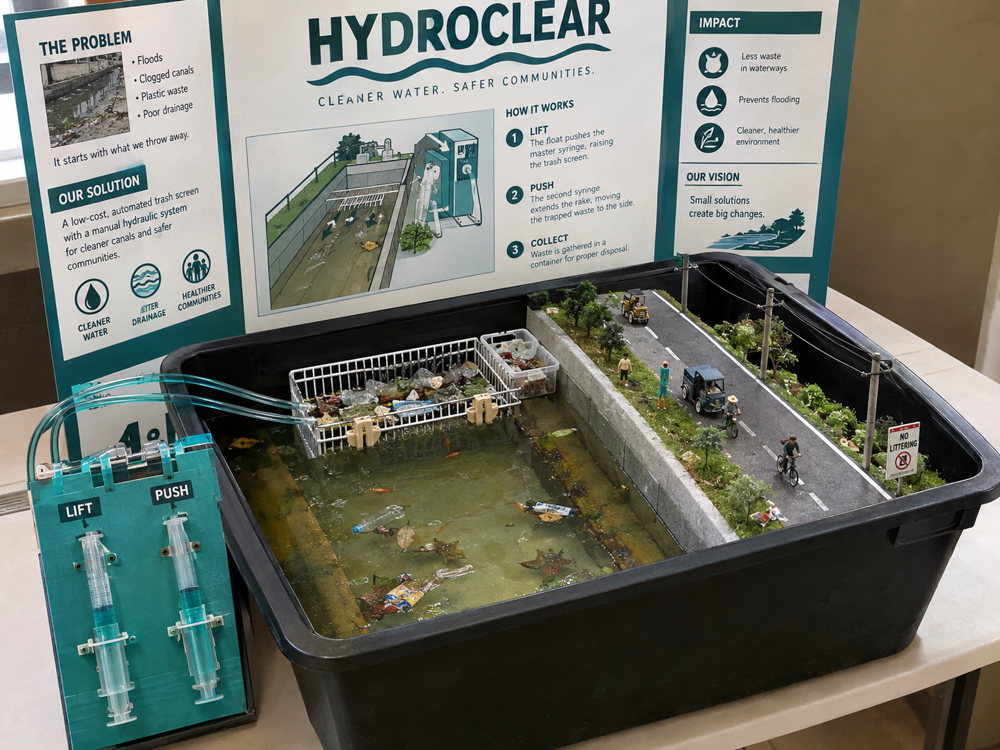 THE PROBLEM
• Floods
• Clogged canals
• Plastic waste
• Poor drainage
It starts with what we throw away.
OUR SOLUTION
A low-cost, automated trash screen
with a manual hydraulic system
for cleaner canals and safer
communities.
CLEANER
WATER
DRAINAGE
HEALTHIER
COMMUNITIES
HYDROCLEAR
CLEANER WATER. SAFER COMMUNITIES.
HOW IT WORKS
1 LIFT
The float pushes the
master syringe, raising
the trash screen.
2 PUSH
The second syringe
extends the rake, moving
the trapped waste to the side.
3 COLLECT
Waste is gathered in a
container for proper disposal.
IMPACT
Less waste
in waterways
Prevents flooding
Cleaner, healthier
environment
OUR VISION
Small solutions
create big changes.
LIFT
PUSH
NO
LITTERING